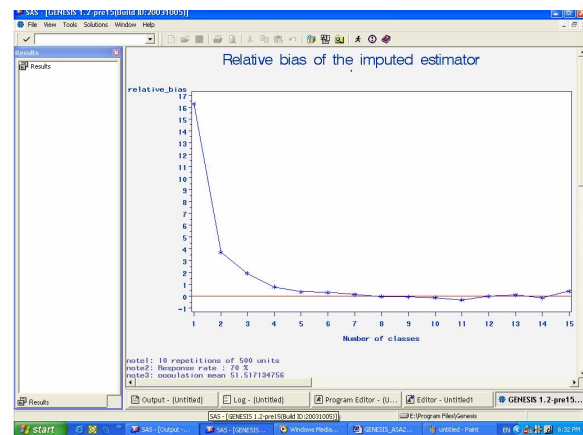 SAS - [GENESIS 1.2-pre15(Build ID:20031005)]
File View Tools Solutions Window Help
Results
Results
Relative bias of the imputed estimator
relative_bias
17
16
15
14
13
12
11
10
9
8
7
6
5
4
3
2
1
0
-1
1 2 3 4 5 6 7 8 9 10 11 12 13 14 15
Number of classes
note1: 10 repetitions of 500 units
note2: Response rate : 70 %
note3: population mean 51.517134756
Results
Output - (Untitled)
Log - (Untitled)
Program Editor - (U...
Editor - Untitled1
GENESIS 1.2-pre15...
SAS - [GENESIS 1.2-pre15(Build ID:20031005)]
E:\Program Files\Genesis
start
SAS - [Output -...
SAS - [GENESIS...
Windows Media...
GENESIS_ASA2...
untitled - Paint
EN
6:32 PM